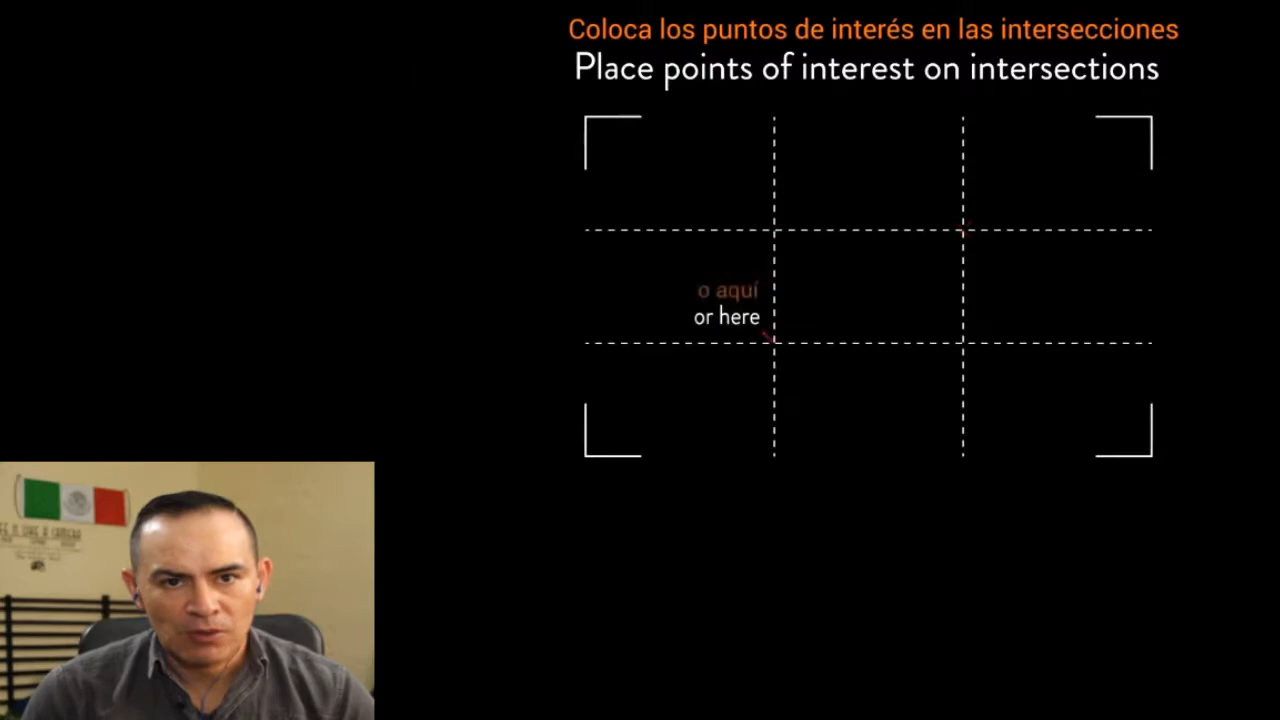 Coloca los puntos de interés en las intersecciones
Place points of interest on intersections
o aquí
or here